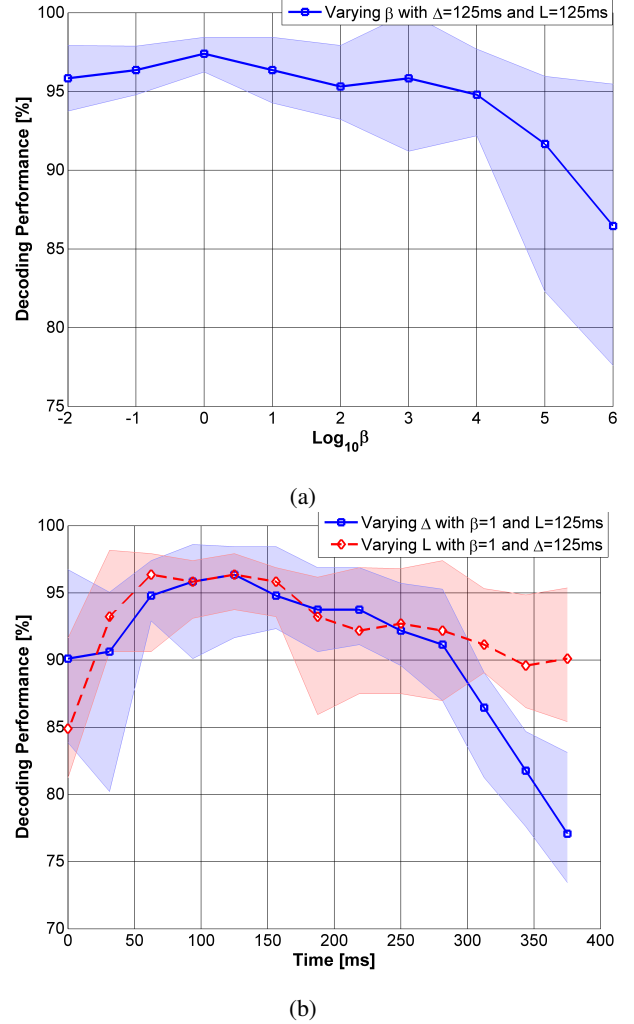 Varying β with Δ=125ms and L=125ms
100
95
90
85
80
75
Decoding Performance [%]
-2 -1 0 1 2 3 4 5 6
Log10β
(a)
Varying Δ with β=1 and L=125ms
Varying L with β=1 and Δ=125ms
100
95
90
85
80
75
70
Decoding Performance [%]
0 50 100 150 200 250 300 350 400
Time [ms]
(b)